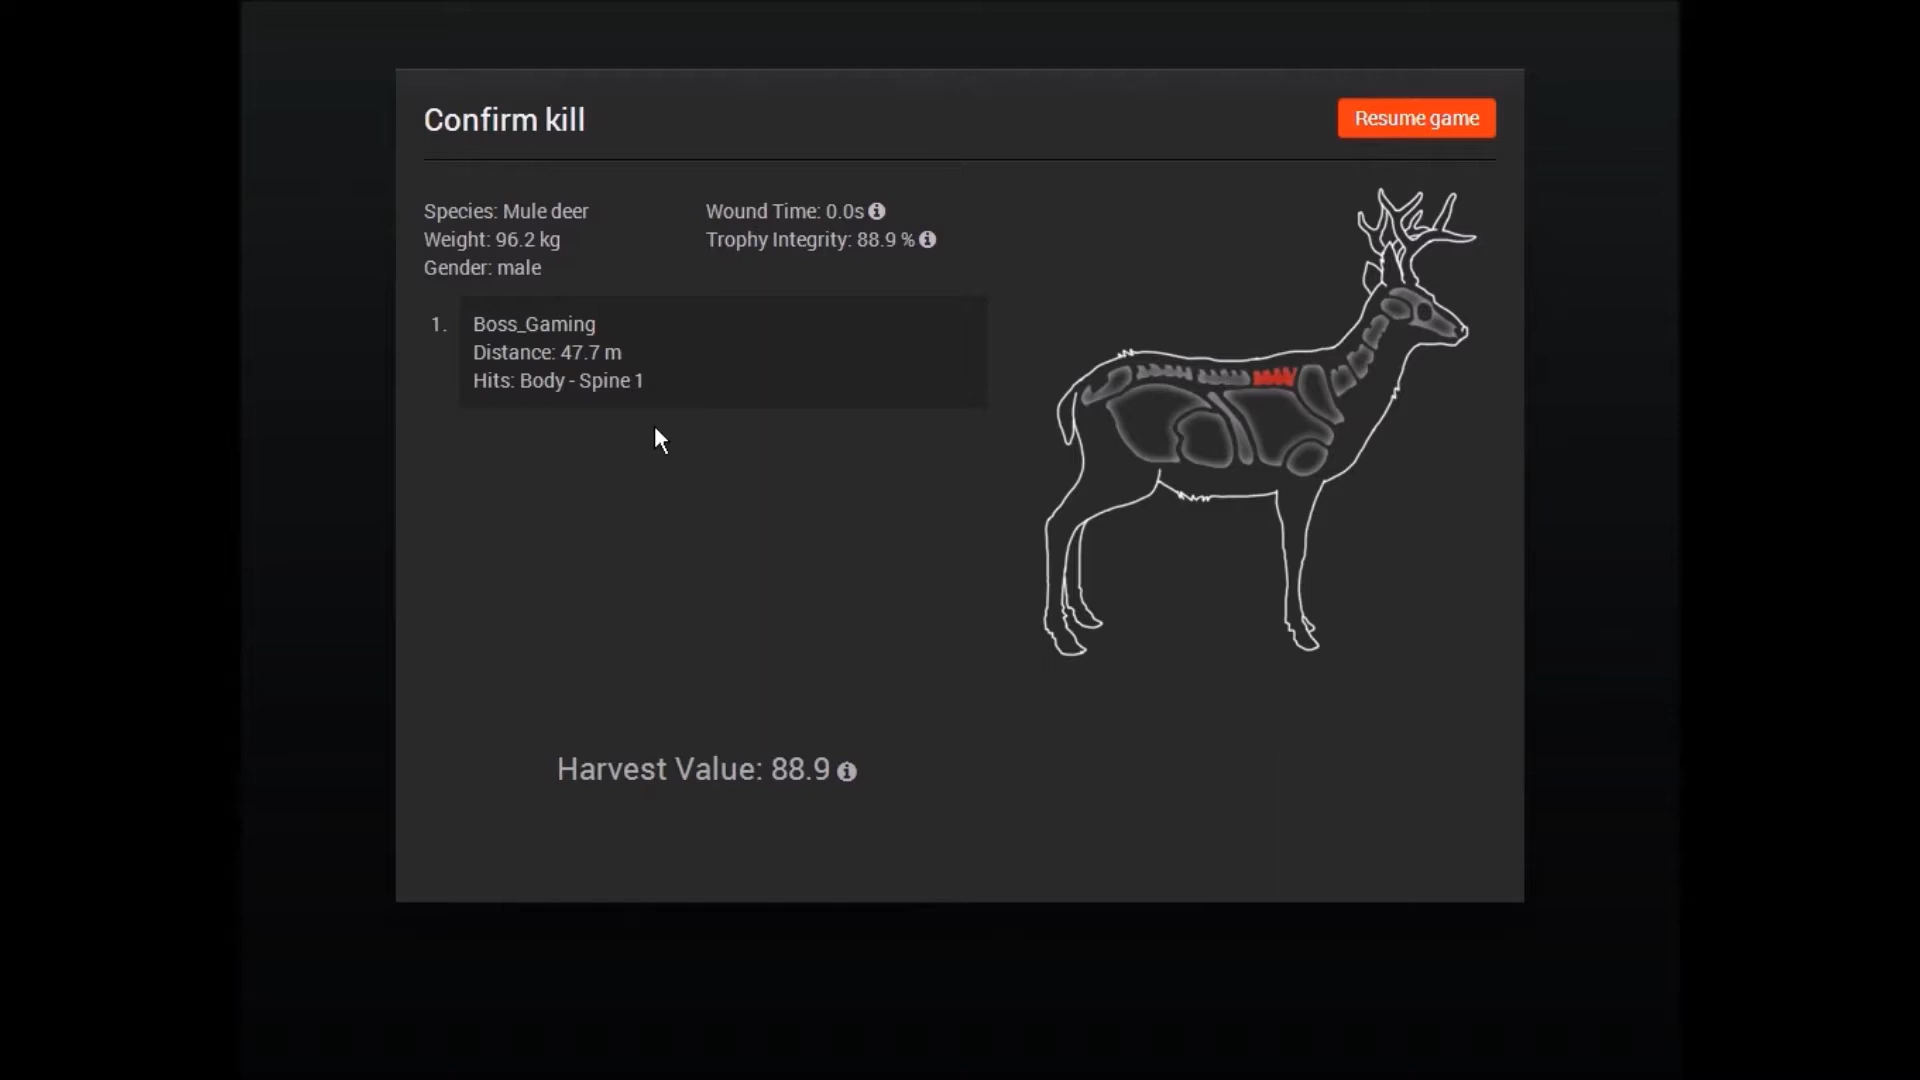 Confirm kill
Resume game
Species: Mule deer
Weight: 96.2 kg
Gender: male
Wound Time: 0.0s
Trophy Integrity: 88.9 %
1.
Boss_Gaming
Distance: 47.7 m
Hits: Body - Spine 1
Harvest Value: 88.9